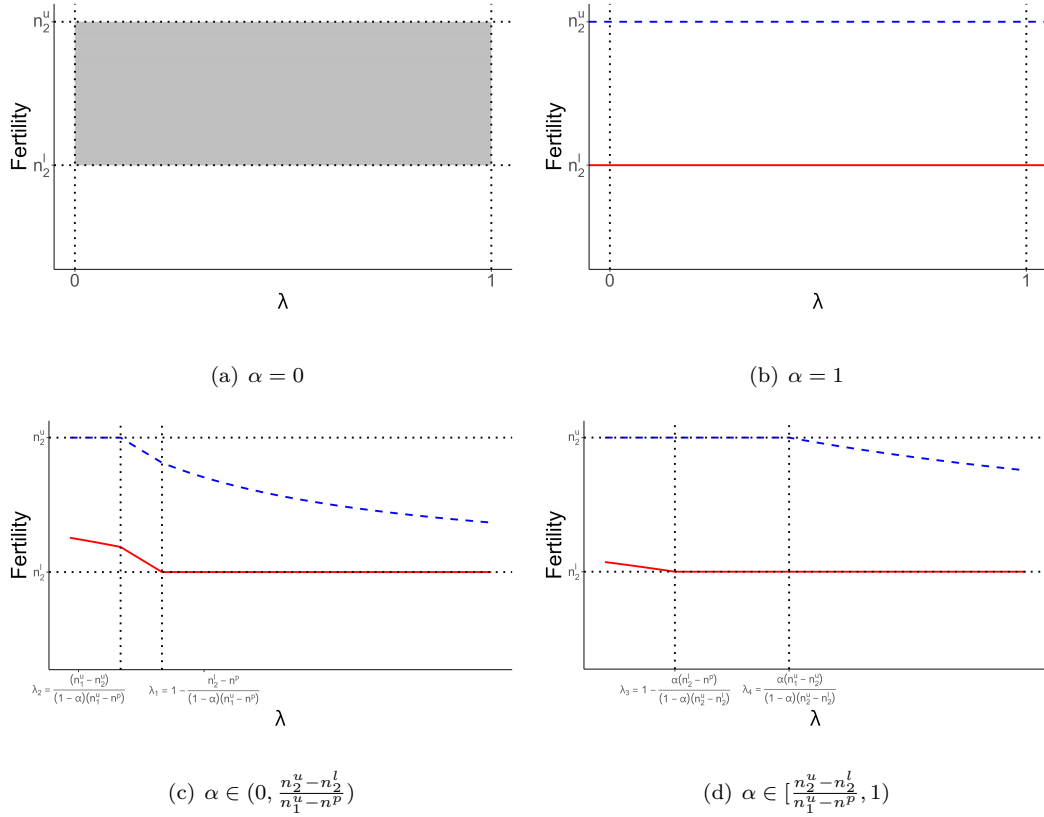 n₂ᵘ
Fertility
n₂ˡ
0
1
λ
(a) α = 0
n₂ᵘ
Fertility
n₂ˡ
0
1
λ
(b) α = 1
n₂ᵘ
Fertility
n₂ˡ
λ₂ = (n₁ᵘ − n₂ᵘ) / (1 − α)(n₁ᵘ − nᵖ)
λ₁ = 1 − n₂ˡ − nᵖ / (1 − α)(n₁ᵘ − nᵖ)
λ
(c) α ∈ (0, n₂ᵘ−n₂ˡ / n₁ᵘ−nᵖ)
n₂ᵘ
Fertility
n₂ˡ
λ₃ = 1 − α(n₂ˡ − nᵖ) / (1 − α)(n₂ᵘ − n₂ˡ)
λ₄ = α(n₁ᵘ − n₂ᵘ) / (1 − α)(n₂ᵘ − n₂ˡ)
λ
(d) α ∈ [n₂ᵘ−n₂ˡ / n₁ᵘ−nᵖ, 1)